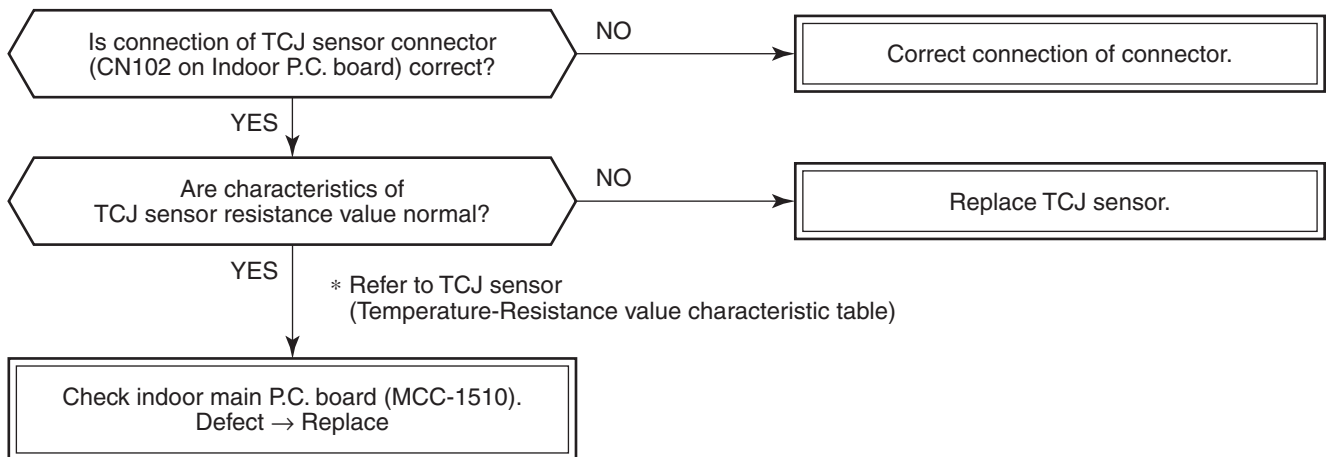 Is connection of TCJ sensor connector
(CN102 on Indoor P.C. board) correct?
NO
Correct connection of connector.
YES
Are characteristics of
TCJ sensor resistance value normal?
NO
Replace TCJ sensor.
YES
* Refer to TCJ sensor
(Temperature-Resistance value characteristic table)
Check indoor main P.C. board (MCC-1510).
Defect → Replace